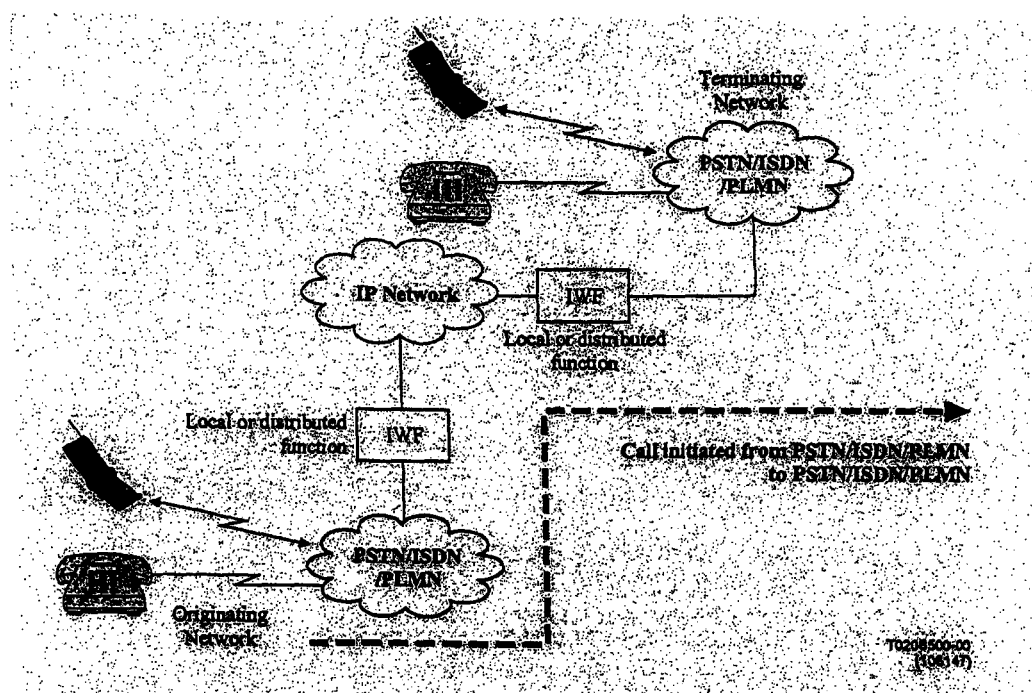 Terminating
Network
PSTN/ISDN
/PLMN
IP Network
IWF
Local or distributed
function
Local or distributed
function
IWF
Call initiated from PSTN/ISDN/PLMN
to PSTN/ISDN/PLMN
PSTN/ISDN
/PLMN
Originating
Network